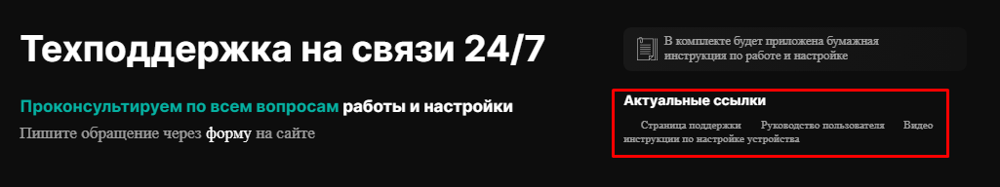 Техподдержка на связи 24/7
Проконсультируем по всем вопросам работы и настройки
Пишите обращение через форму на сайте
В комплекте будет приложена бумажная
инструкция по работе и настройке
Актуальные ссылки
Страница поддержки Руководство пользователя Видео
инструкции по настройке устройства